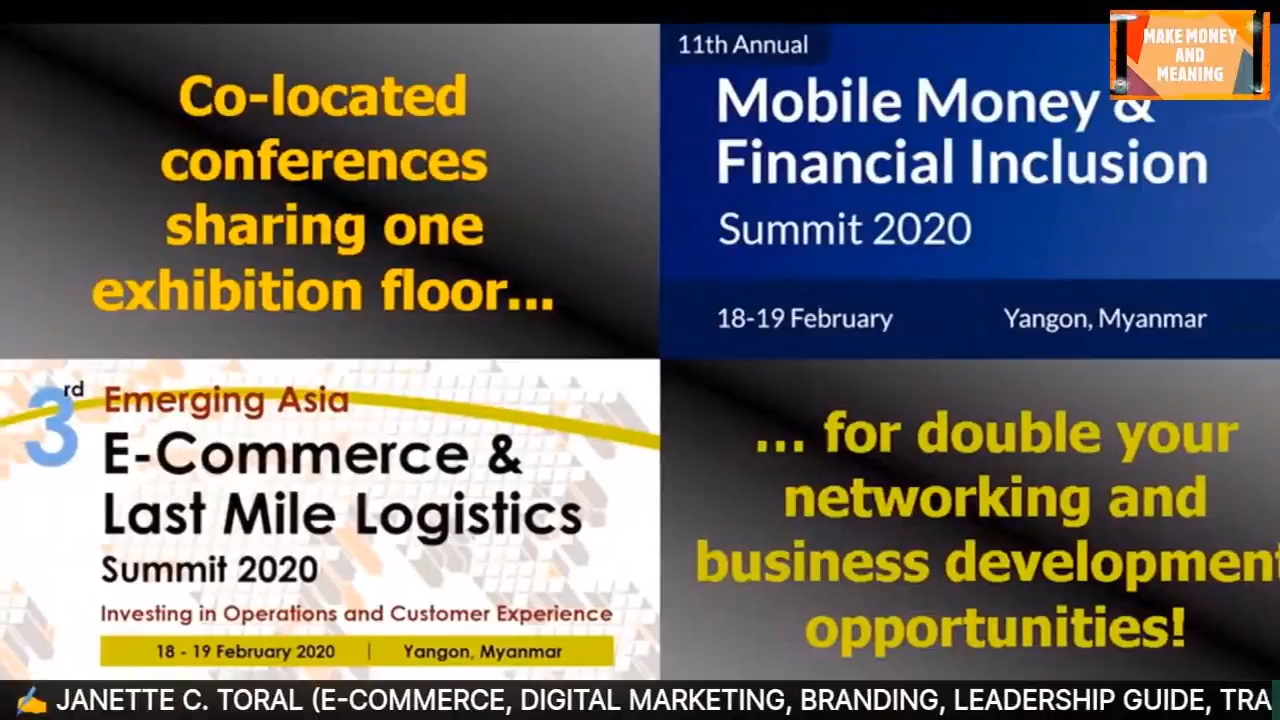 Co-located
conferences
sharing one
exhibition floor...
11th Annual
Mobile Money &
Financial Inclusion
Summit 2020
18-19 February
Yangon, Myanmar
MAKE MONEY
AND
MEANING
3rd Emerging Asia
E-Commerce &
Last Mile Logistics
Summit 2020
Investing in Operations and Customer Experience
18 - 19 February 2020 | Yangon, Myanmar
... for double your
networking and
business development
opportunities!
✍ JANETTE C. TORAL (E-COMMERCE, DIGITAL MARKETING, BRANDING, LEADERSHIP GUIDE, TRA